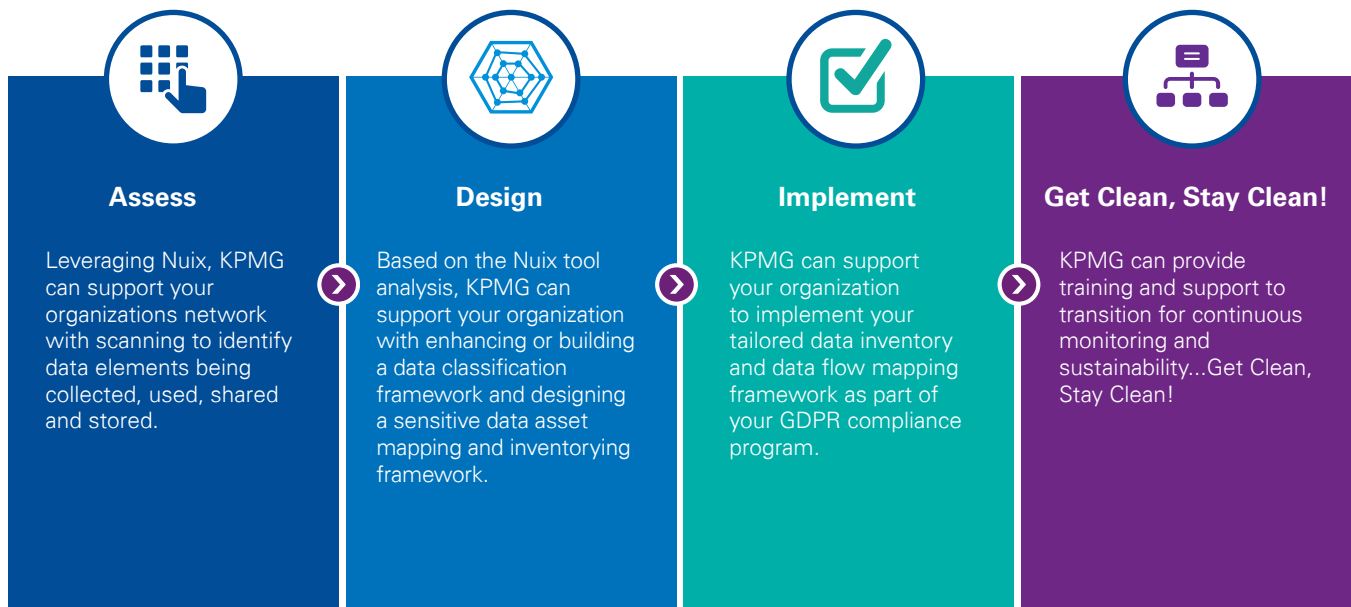 Assess
Leveraging Nuix, KPMG
can support your
organizations network
with scanning to identify
data elements being
collected, used, shared
and stored.
Design
Based on the Nuix tool
analysis, KPMG can
support your organization
with enhancing or building
a data classification
framework and designing
a sensitive data asset
mapping and inventorying
framework.
Implement
KPMG can support
your organization
to implement your
tailored data inventory
and data flow mapping
framework as part of
your GDPR compliance
program.
Get Clean, Stay Clean!
KPMG can provide
training and support to
transition for continuous
monitoring and
sustainability...Get Clean,
Stay Clean!